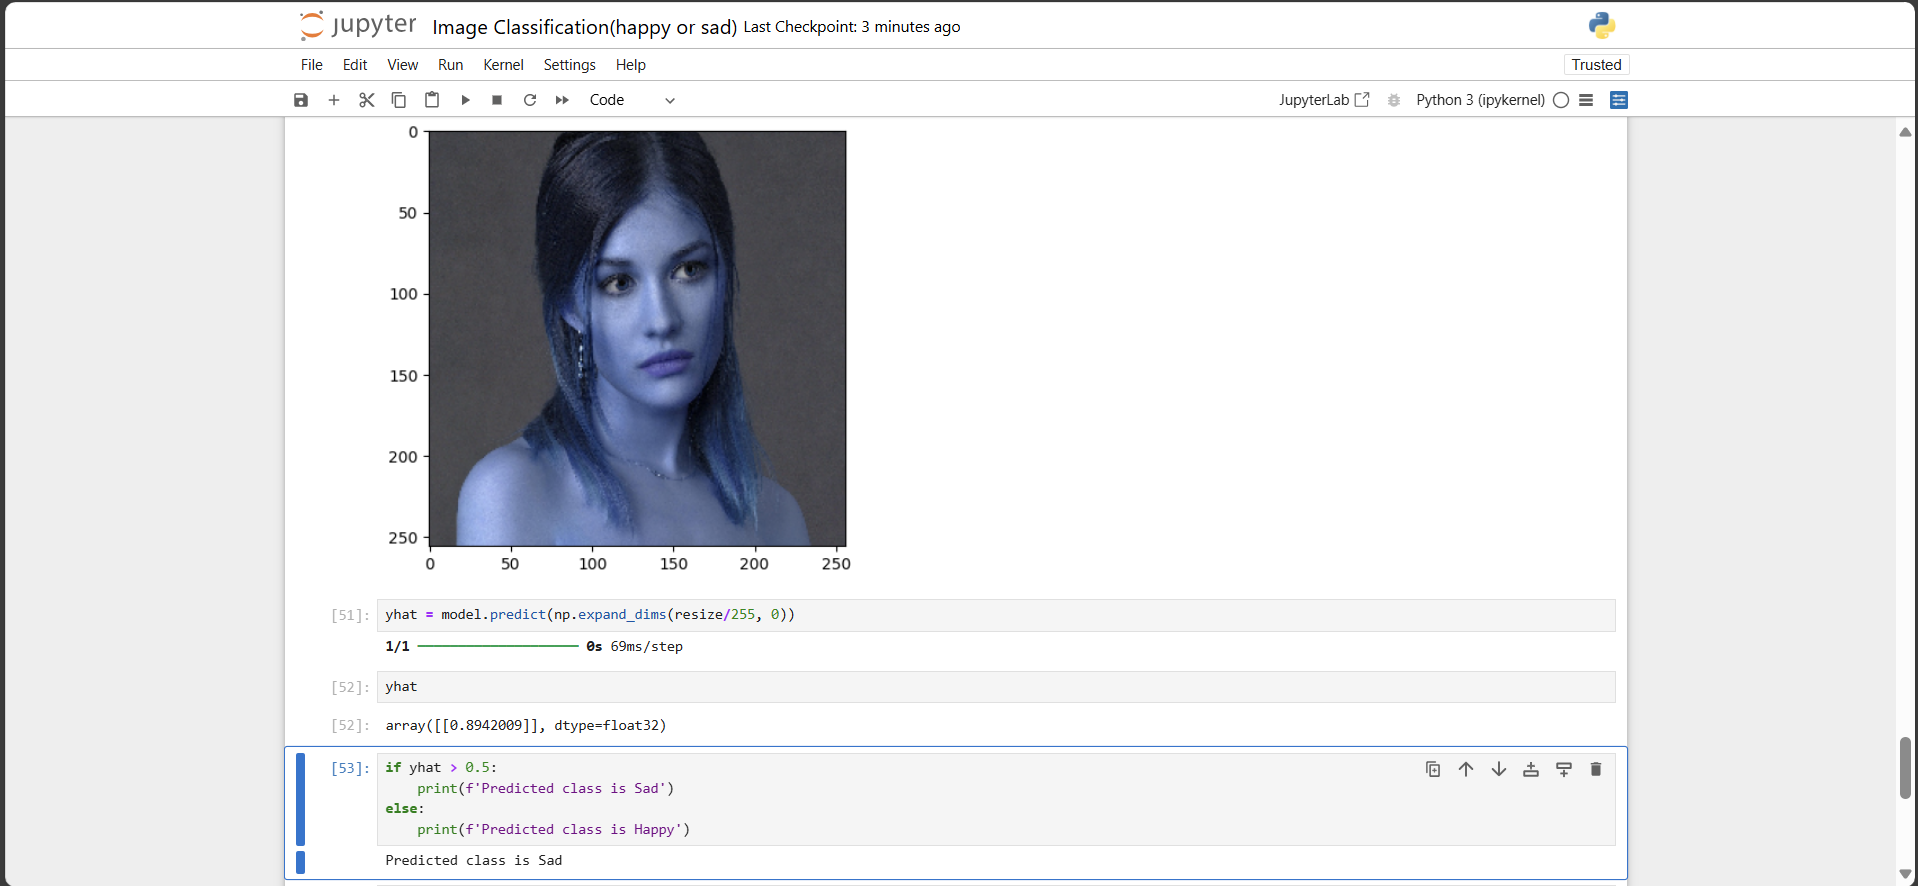 jupyter Image Classification(happy or sad) Last Checkpoint: 3 minutes ago
File Edit View Run Kernel Settings Help Trusted
Code JupyterLab Python 3 (ipykernel)
0
50
100
150
200
250
0 50 100 150 200 250
[51]: yhat = model.predict(np.expand_dims(resize/255, 0))
1/1 0s 69ms/step
[52]: yhat
[52]: array([[0.8942009]], dtype=float32)
[53]: if yhat > 0.5:
print(f'Predicted class is Sad')
else:
print(f'Predicted class is Happy')
Predicted class is Sad